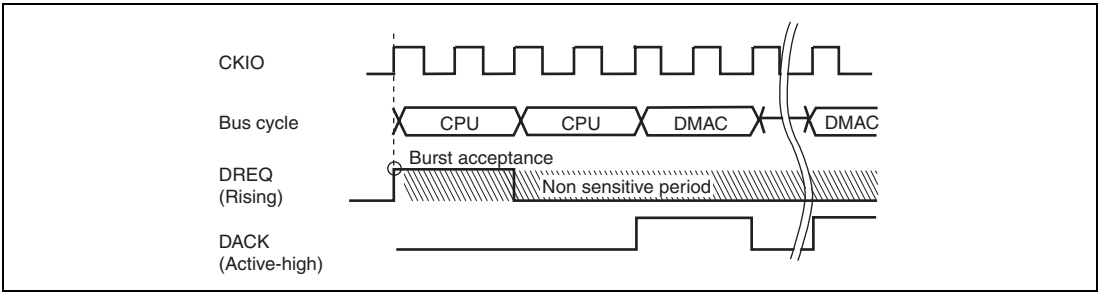 CKIO
Bus cycle CPU CPU DMAC DMAC
Burst acceptance
DREQ
(Rising)
Non sensitive period
DACK
(Active-high)